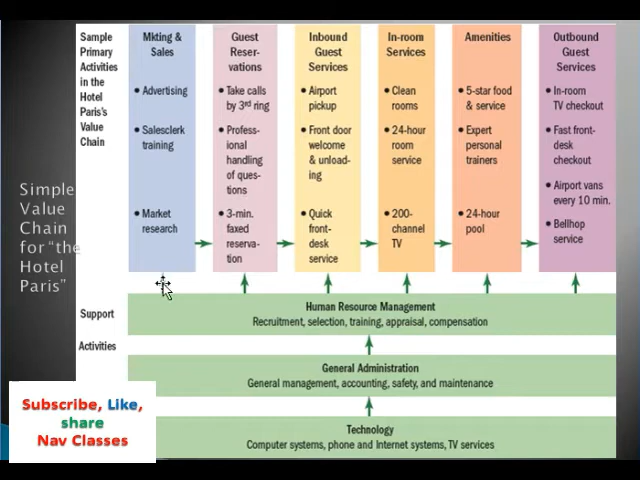 Simple
Value
Chain
for "the
Hotel
Paris"
Sample
Primary
Activities
in the
Hotel
Paris's
Value
Chain
Mkting &
Sales
• Advertising
• Salesclerk
training
• Market
research
Guest
Reser-
vations
• Take calls
by 3rd ring
• Profess-
ional
handling
of ques-
tions
• 3-min.
faxed
reserva-
tion
Inbound
Guest
Services
• Airport
pickup
• Front door
welcome
& unload-
ing
• Quick
front-
desk
service
In-room
Services
• Clean
rooms
• 24-hour
room
service
• 200-
channel
TV
Amenities
• 5-star food
& service
• Expert
personal
trainers
• 24-hour
pool
Outbound
Guest
Services
• In-room
TV checkout
• Fast front-
desk
checkout
• Airport vans
every 10 min.
• Bellhop
service
Support
Activities
Human Resource Management
Recruitment, selection, training, appraisal, compensation
General Administration
General management, accounting, safety, and maintenance
Technology
Computer systems, phone and Internet systems, TV services
Subscribe, Like,
share
Nav Classes